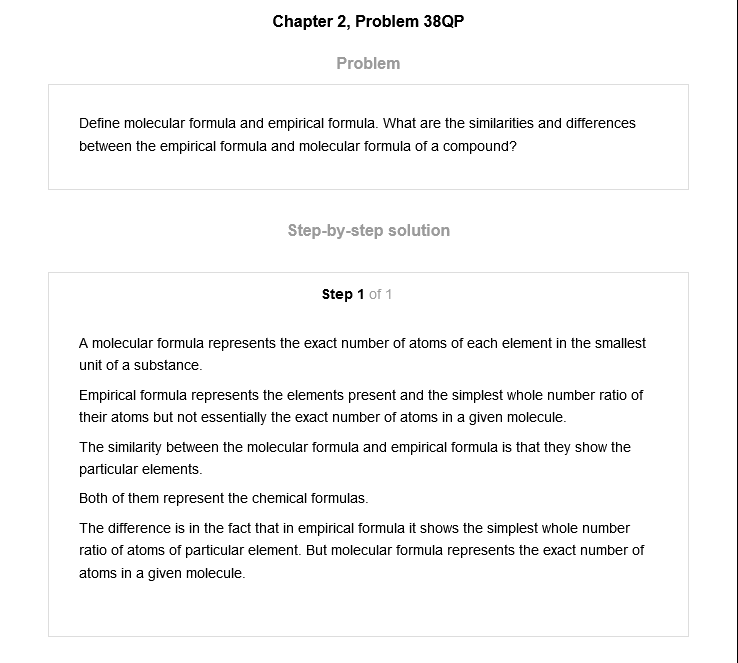 Chapter 2, Problem 38QP
Problem
Define molecular formula and empirical formula. What are the similarities and differences
between the empirical formula and molecular formula of a compound?
Step-by-step solution
Step 1 of 1
A molecular formula represents the exact number of atoms of each element in the smallest
unit of a substance.
Empirical formula represents the elements present and the simplest whole number ratio of
their atoms but not essentially the exact number of atoms in a given molecule.
The similarity between the molecular formula and empirical formula is that they show the
particular elements.
Both of them represent the chemical formulas.
The difference is in the fact that in empirical formula it shows the simplest whole number
ratio of atoms of particular element. But molecular formula represents the exact number of
atoms in a given molecule.